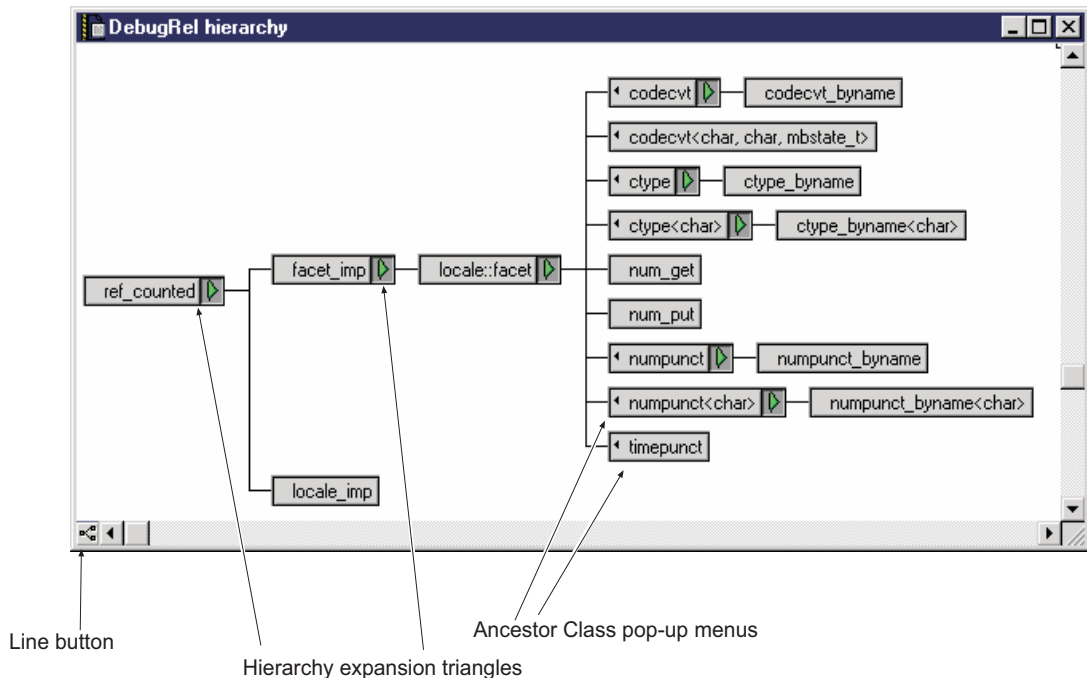 DebugRel hierarchy
codecvt
codecvt_byname
codecvt<char, char, mbstate_t>
ctype
ctype_byname
ctype<char>
ctype_byname<char>
facet_imp
locale::facet
num_get
ref_counted
num_put
numpunct
numpunct_byname
numpunct<char>
numpunct_byname<char>
timepunct
locale_imp
Line button
Ancestor Class pop-up menus
Hierarchy expansion triangles